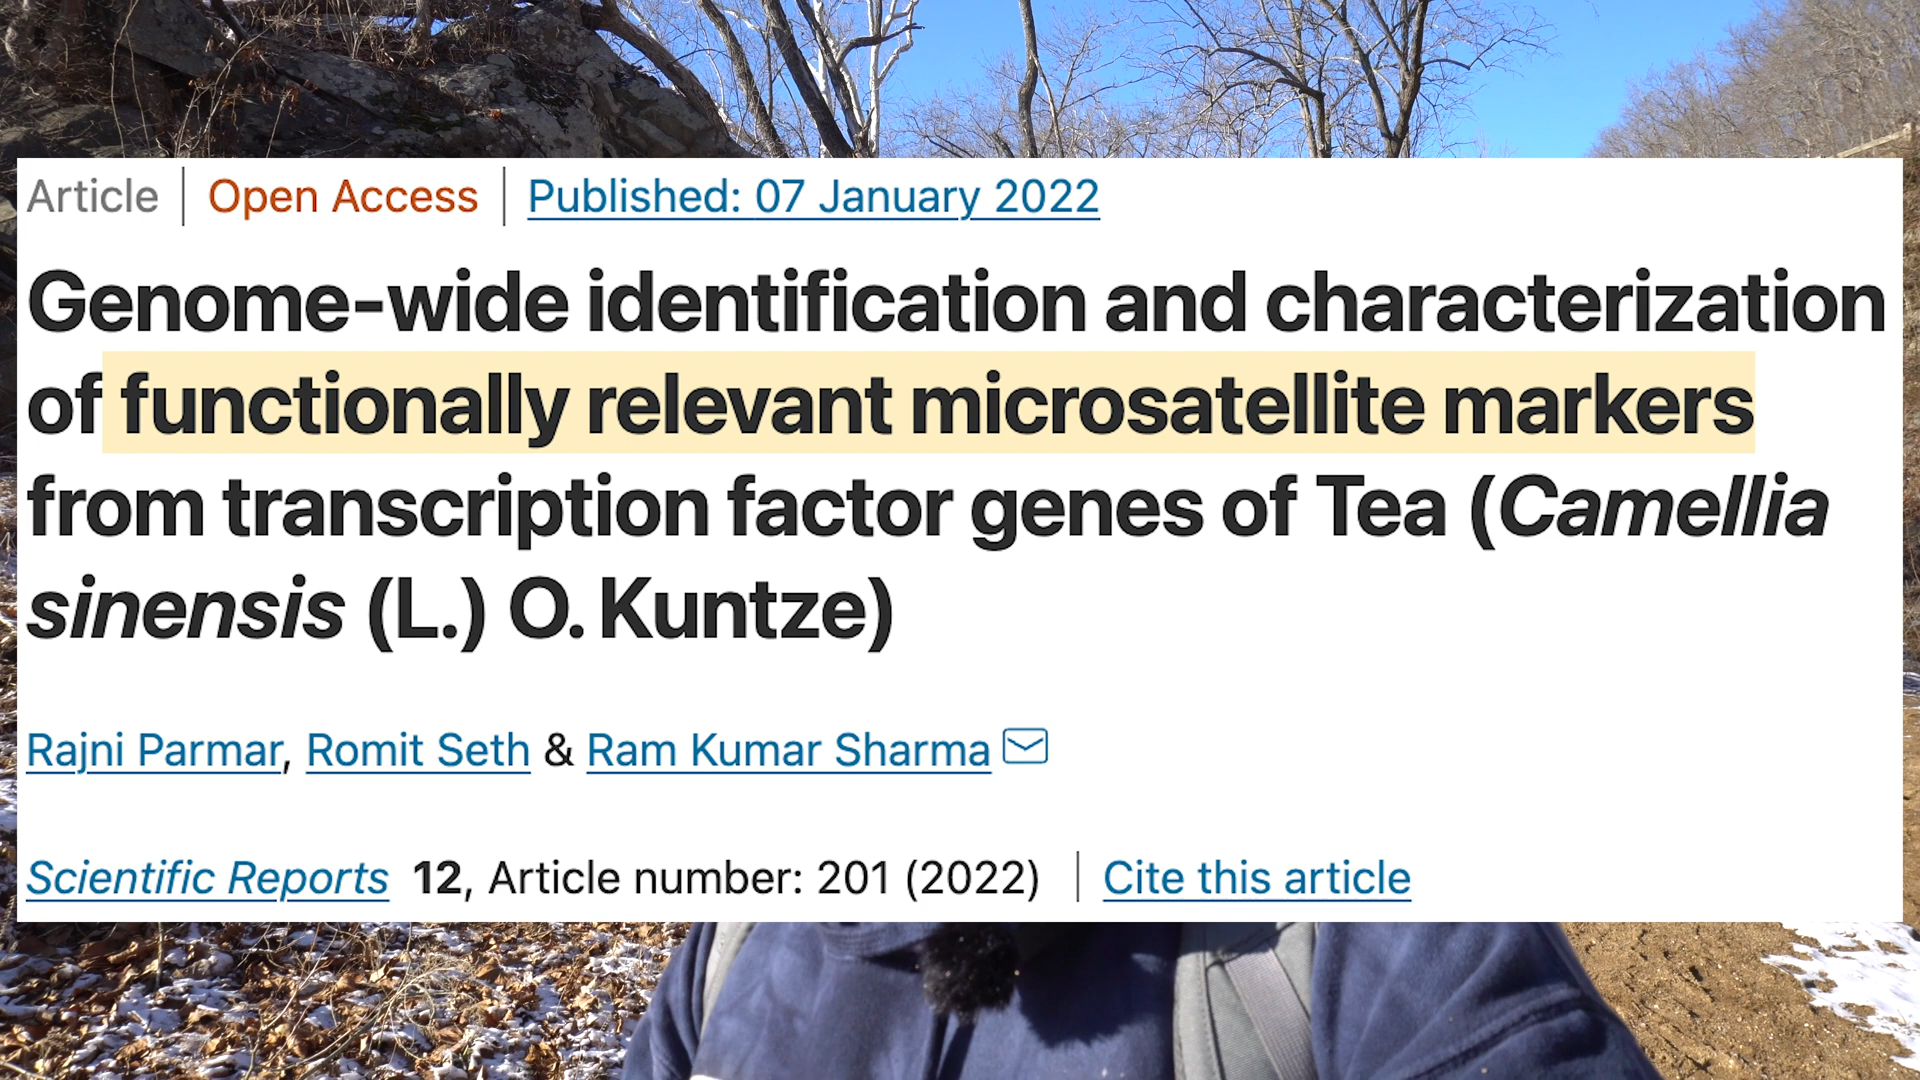 Article | Open Access | Published: 07 January 2022
Genome-wide identification and characterization
of functionally relevant microsatellite markers
from transcription factor genes of Tea (Camellia
sinensis (L.) O. Kuntze)
Rajni Parmar, Romit Seth & Ram Kumar Sharma
Scientific Reports 12, Article number: 201 (2022) | Cite this article